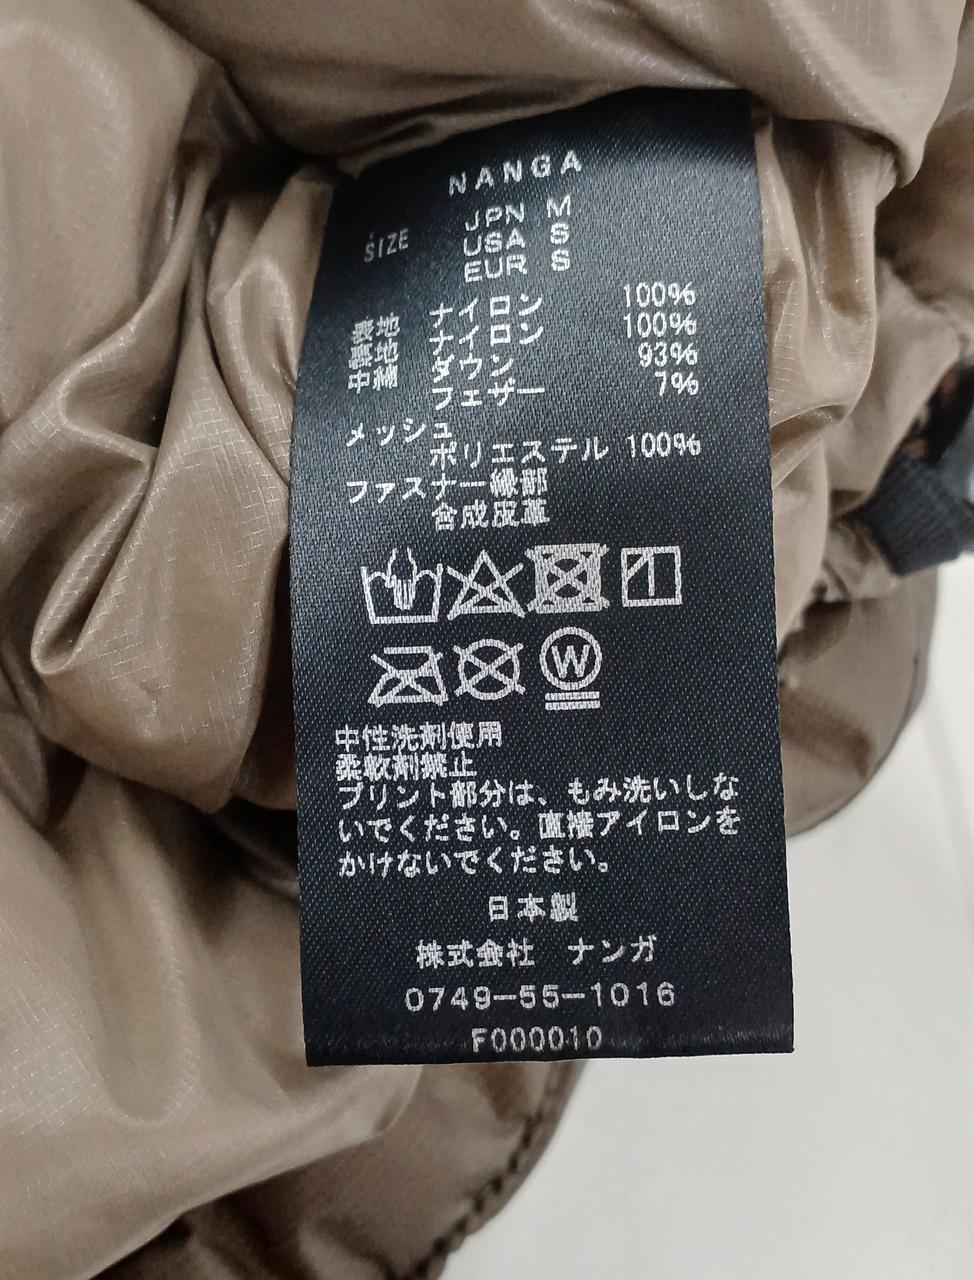 NANGA
SIZE JPN M
USA S
EUR S
表地 ナイロン 100%
裏地 ナイロン 100%
中綿 ダウン 93%
フェザー 7%
メッシュ
ポリエステル 100%
ファスナー縁部
合成皮革
W
中性洗剤使用
柔軟剤禁止
プリント部分は、もみ洗いしな
いでください。直接アイロンを
かけないでください。
日本製
株式会社 ナンガ
0749-55-1016
F000010